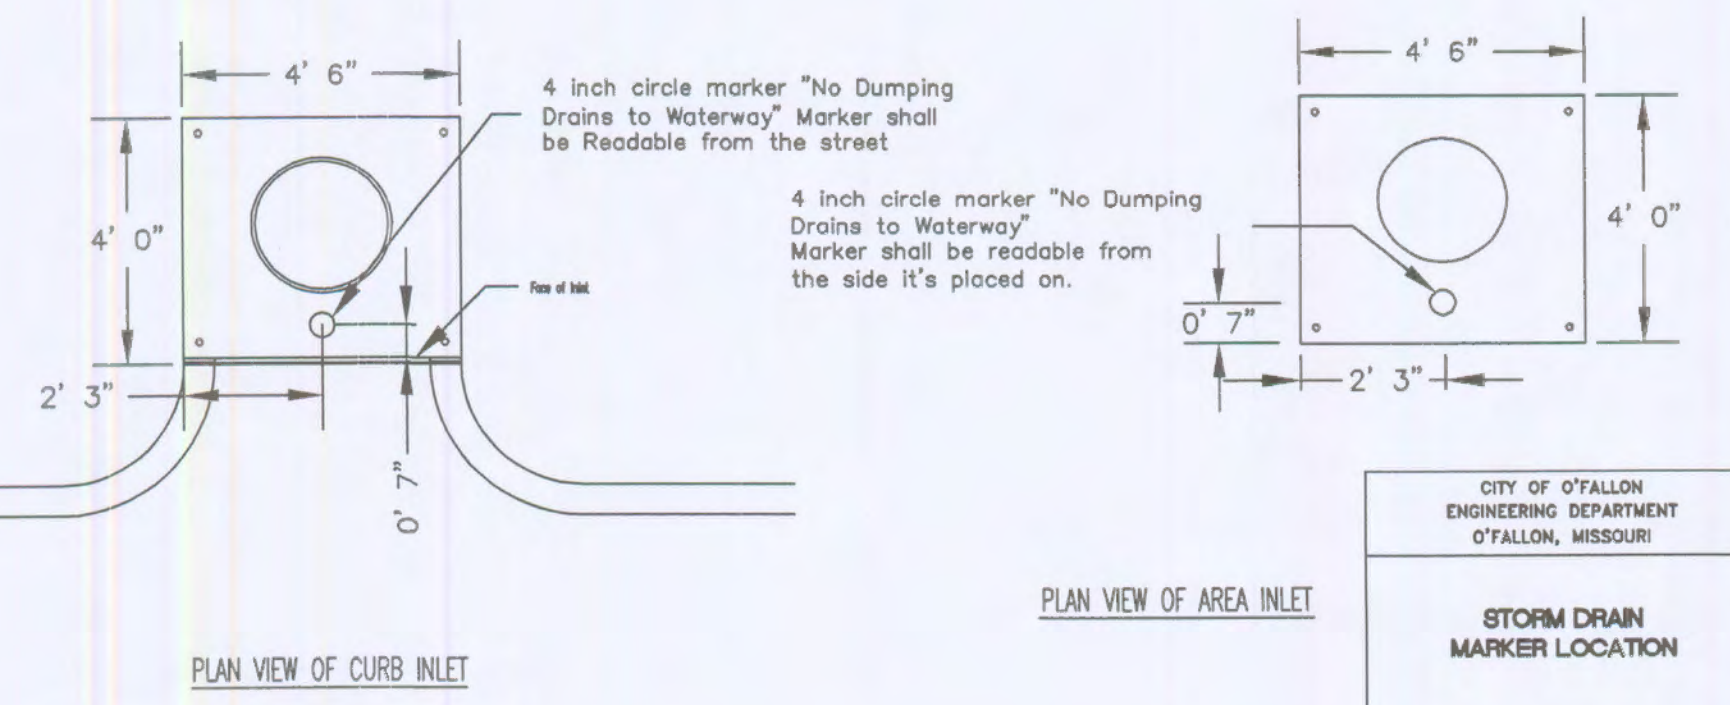 4' 6"
4 inch circle marker "No Dumping
Drains to Waterway" Marker shall
be Readable from the street
4' 0"
Face of Inlet
2' 3"
0' 7"
PLAN VIEW OF CURB INLET
4' 6"
4 inch circle marker "No Dumping
Drains to Waterway"
Marker shall be readable from
the side it's placed on.
4' 0"
0' 7"
2' 3"
PLAN VIEW OF AREA INLET
CITY OF O'FALLON
ENGINEERING DEPARTMENT
O'FALLON, MISSOURI
STORM DRAIN
MARKER LOCATION